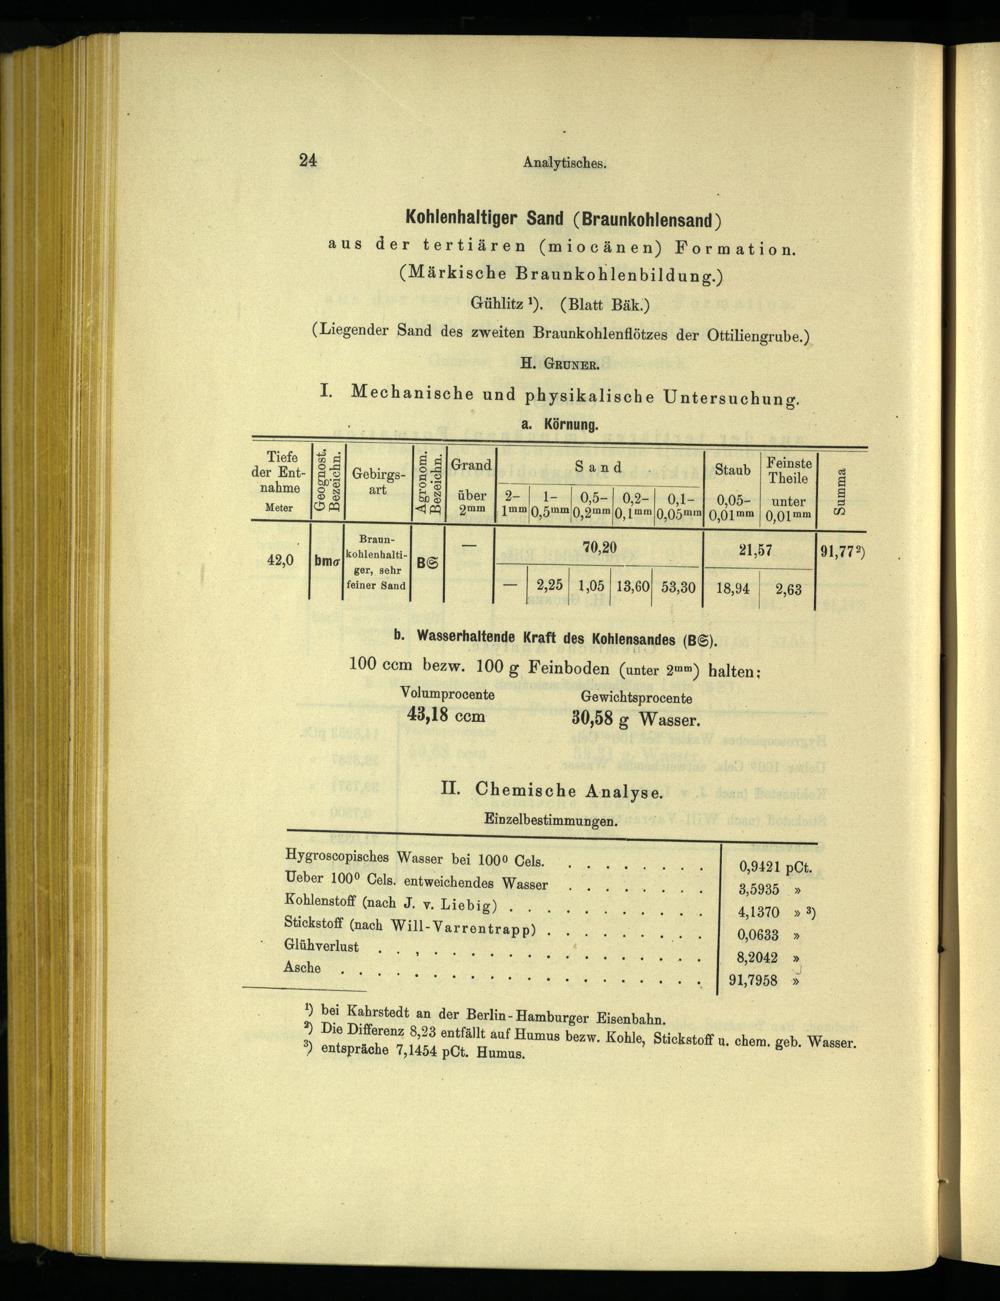 24 Analytisches.
Kohlenhaltiger Sand (Braunkohlensand)
aus der tertiären (miocänen) Formation.
(Märkische Braunkohlenbildung.)
Gühlitz ¹). (Blatt Bäk.)
(Liegender Sand des zweiten Braunkohlenflötzes der Ottiliengrube.)
H. GRUNER.
I. Mechanische und physikalische Untersuchung.
a. Körnung.
Tiefe der Ent-nahme Meter | Geognost. Bezeichn. | Gebirgs-art | Agronom. Bezeichn. | Grand über 2mm | Sand | Staub | Feinste Theile | Summa
2–1mm | 1–0,5mm | 0,5–0,2mm | 0,2–0,1mm | 0,1–0,05mm | 0,05–0,01mm | unter 0,01mm
42,0 | bmσ | Braun-kohlenhalti-ger, sehr feiner Sand | B𝔖 | — | 70,20 | 21,57 | 91,77²)
— | 2,25 | 1,05 | 13,60 | 53,30 | 18,94 | 2,63
b. Wasserhaltende Kraft des Kohlensandes (B𝔖).
100 ccm bezw. 100 g Feinboden (unter 2mm) halten:
Volumprocente Gewichtsprocente
43,18 ccm 30,58 g Wasser.
II. Chemische Analyse.
Einzelbestimmungen.
Hygroscopisches Wasser bei 100⁰ Cels. . . . . . . . . 0,9421 pCt.
Ueber 100⁰ Cels. entweichendes Wasser . . . . . . . . 3,5935 »
Kohlenstoff (nach J. v. Liebig) . . . . . . . . . . 4,1370 » ³)
Stickstoff (nach Will-Varrentrapp) . . . . . . . . . 0,0633 »
Glühverlust . . . . . . . . . . . . . . . . 8,2042 »
Asche . . . . . . . . . . . . . . . . . . 91,7958 »
¹) bei Kahrstedt an der Berlin-Hamburger Eisenbahn.
²) Die Differenz 8,23 entfällt auf Humus bezw. Kohle, Stickstoff u. chem. geb. Wasser.
³) entspräche 7,1454 pCt. Humus.